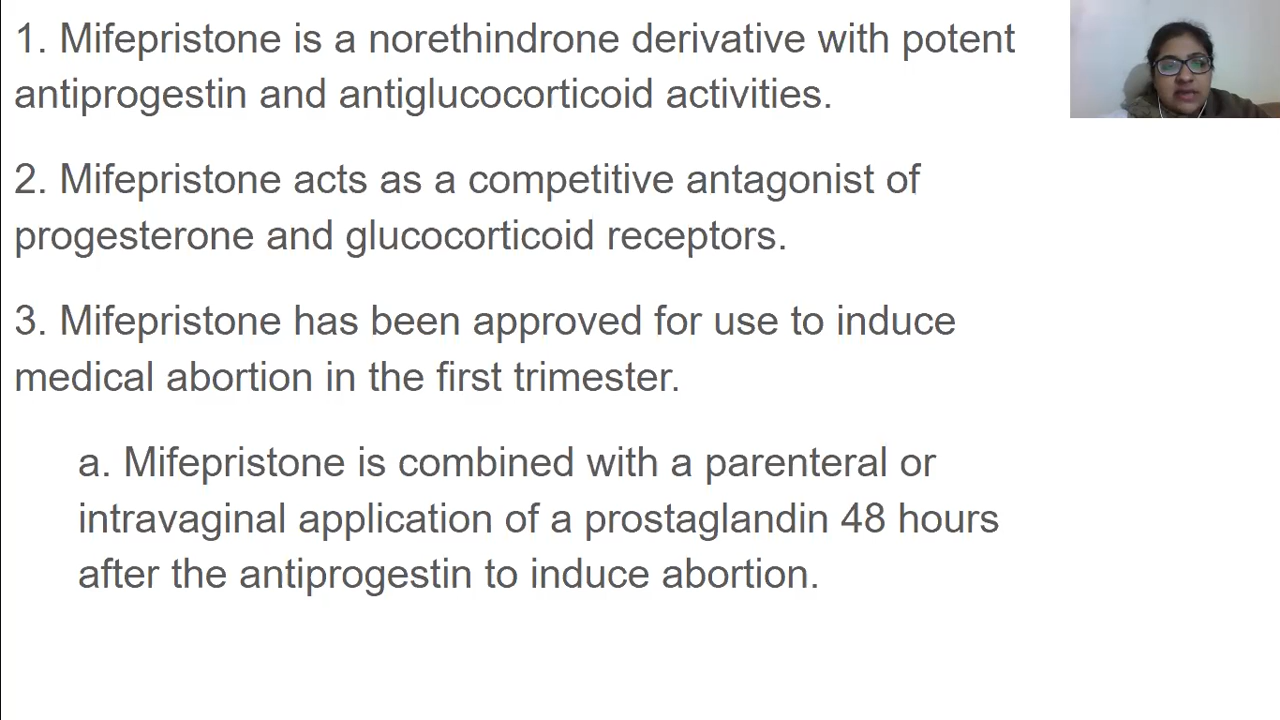 1. Mifepristone is a norethindrone derivative with potent
antiprogestin and antiglucocorticoid activities.
2. Mifepristone acts as a competitive antagonist of
progesterone and glucocorticoid receptors.
3. Mifepristone has been approved for use to induce
medical abortion in the first trimester.
a. Mifepristone is combined with a parenteral or
intravaginal application of a prostaglandin 48 hours
after the antiprogestin to induce abortion.